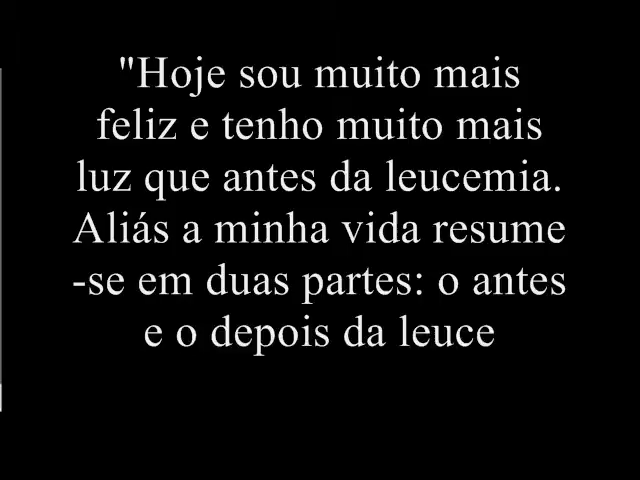 "Hoje sou muito mais
feliz e tenho muito mais
luz que antes da leucemia.
Aliás a minha vida resume
-se em duas partes: o antes
e o depois da leuce